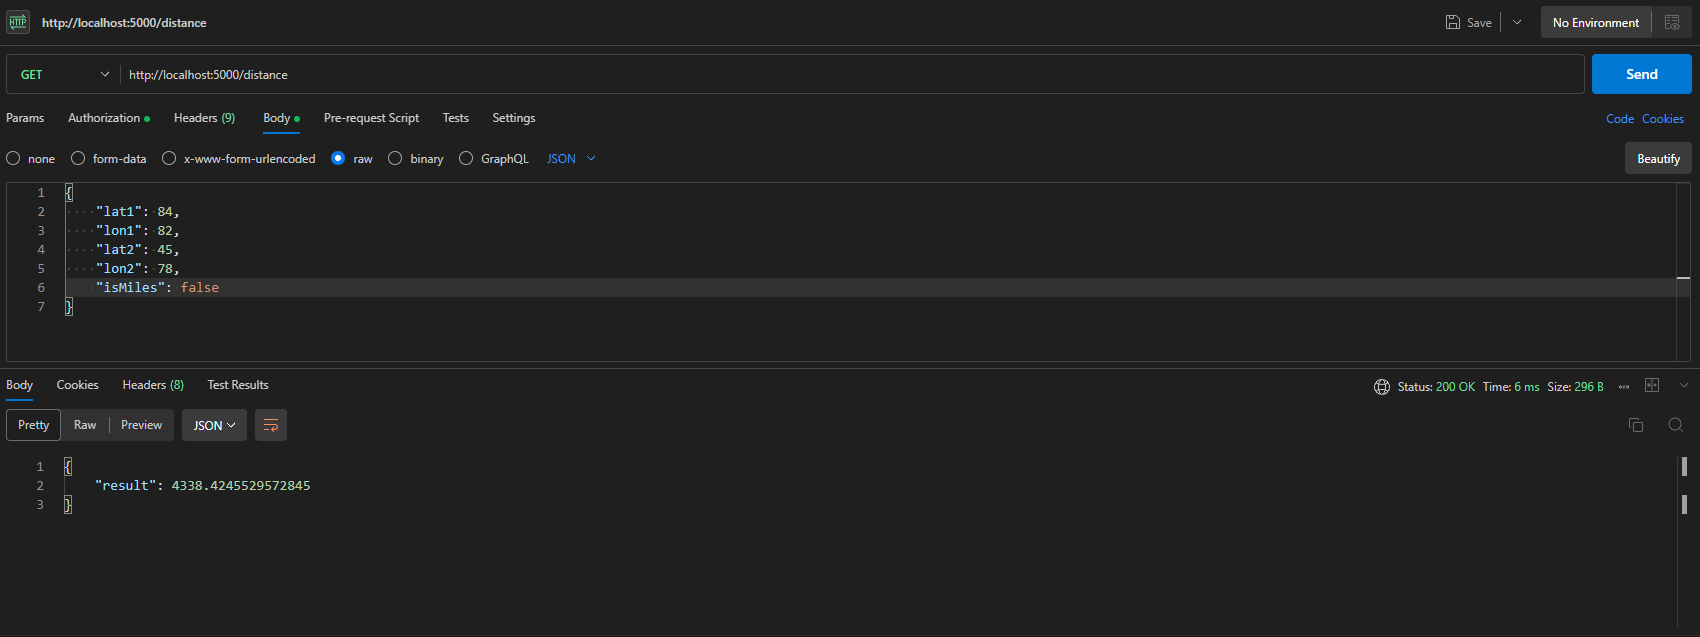 HTTP http://localhost:5000/distance Save No Environment
GET http://localhost:5000/distance Send
Params Authorization Headers (9) Body Pre-request Script Tests Settings Code Cookies
none form-data x-www-form-urlencoded raw binary GraphQL JSON Beautify
1 {
2 "lat1": 84,
3 "lon1": 82,
4 "lat2": 45,
5 "lon2": 78,
6 "isMiles": false
7 }
Body Cookies Headers (8) Test Results Status: 200 OK Time: 6 ms Size: 296 B
Pretty Raw Preview JSON
1 {
2 "result": 4338.4245529572845
3 }